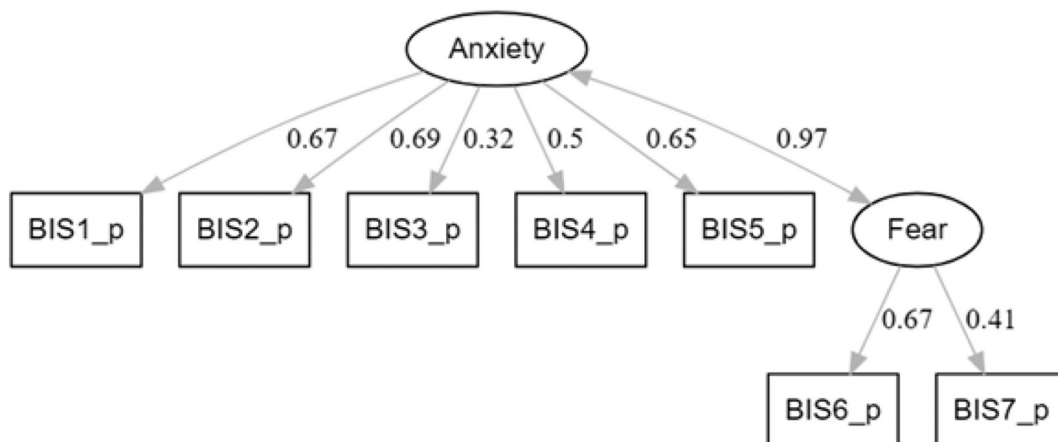 Anxiety
0.67 0.69 0.32 0.5 0.65 0.97
BIS1_p BIS2_p BIS3_p BIS4_p BIS5_p Fear
0.67 0.41
BIS6_p BIS7_p